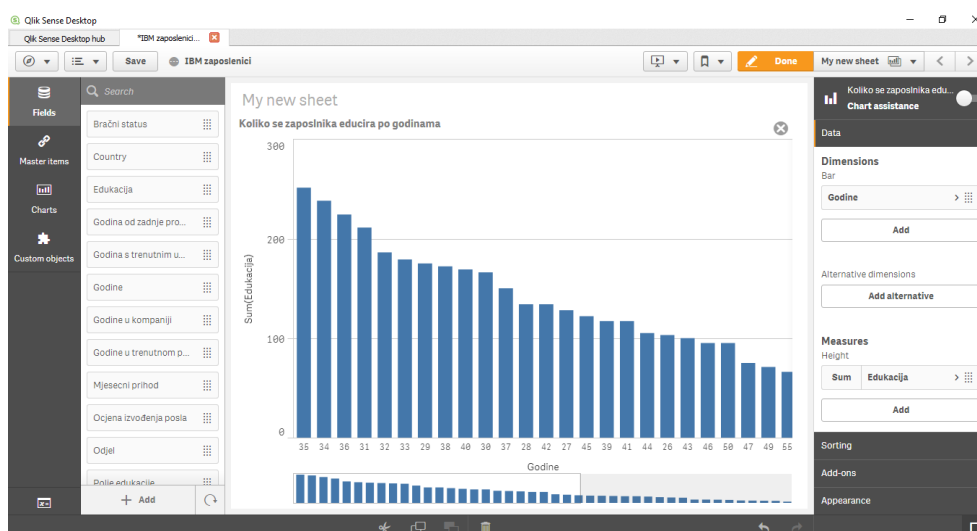 Qlik Sense Desktop
Qlik Sense Desktop hub
*IBM zaposlenici...
Save
IBM zaposlenici
Done
My new sheet
Fields
Master items
Charts
Custom objects
Search
Bračni status
Country
Edukacija
Godina od zadnje pro...
Godina s trenutnim u...
Godine
Godine u kompaniji
Godine u trenutnom p...
Mjesecni prihod
Ocjena izvođenja posla
Odjel
Polje edukacije
+ Add
My new sheet
Koliko se zaposlnika educira po godinama
300
200
100
0
Sum(Edukacija)
35 34 36 31 32 33 29 38 40 30 37 28 42 27 45 39 41 44 26 43 46 50 47 49 55
Godine
Koliko se zaposlnika edu...
Chart assistance
Data
Dimensions
Bar
Godine
Add
Alternative dimensions
Add alternative
Measures
Height
Sum Edukacija
Add
Sorting
Add-ons
Appearance